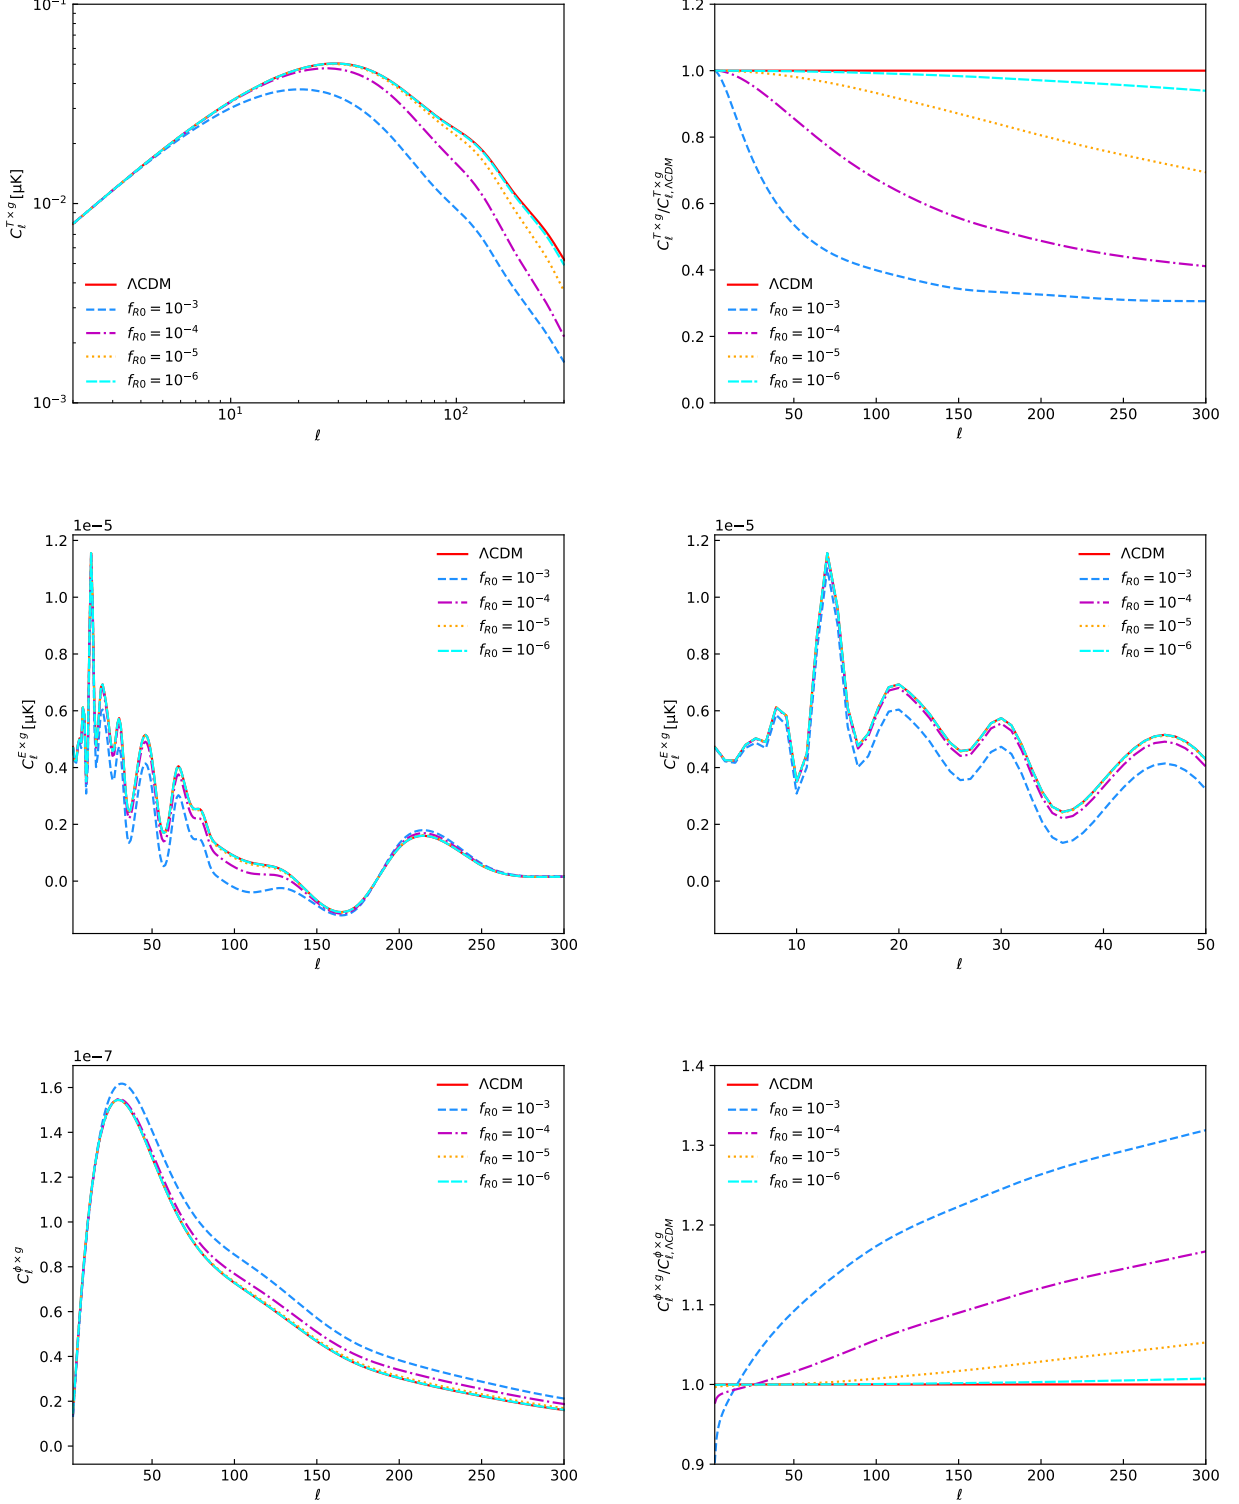 10⁻¹
10⁻²
10⁻³
C_ℓ^{T×g} [μK]
ΛCDM
f_{R0} = 10⁻³
f_{R0} = 10⁻⁴
f_{R0} = 10⁻⁵
f_{R0} = 10⁻⁶
10¹ 10²
ℓ
1.2
1.0
0.8
0.6
0.4
0.2
0.0
C_ℓ^{T×g}/C_{ℓ,ΛCDM}^{T×g}
ΛCDM
f_{R0} = 10⁻³
f_{R0} = 10⁻⁴
f_{R0} = 10⁻⁵
f_{R0} = 10⁻⁶
50 100 150 200 250 300
ℓ
1e−5
1.2
1.0
0.8
0.6
0.4
0.2
0.0
C_ℓ^{E×g} [μK]
ΛCDM
f_{R0} = 10⁻³
f_{R0} = 10⁻⁴
f_{R0} = 10⁻⁵
f_{R0} = 10⁻⁶
50 100 150 200 250 300
ℓ
1e−5
1.2
1.0
0.8
0.6
0.4
0.2
0.0
C_ℓ^{E×g} [μK]
ΛCDM
f_{R0} = 10⁻³
f_{R0} = 10⁻⁴
f_{R0} = 10⁻⁵
f_{R0} = 10⁻⁶
10 20 30 40 50
ℓ
1e−7
1.6
1.4
1.2
1.0
0.8
0.6
0.4
0.2
0.0
C_ℓ^{ϕ×g}
ΛCDM
f_{R0} = 10⁻³
f_{R0} = 10⁻⁴
f_{R0} = 10⁻⁵
f_{R0} = 10⁻⁶
50 100 150 200 250 300
ℓ
1.4
1.3
1.2
1.1
1.0
0.9
C_ℓ^{ϕ×g}/C_{ℓ,ΛCDM}^{ϕ×g}
ΛCDM
f_{R0} = 10⁻³
f_{R0} = 10⁻⁴
f_{R0} = 10⁻⁵
f_{R0} = 10⁻⁶
50 100 150 200 250 300
ℓ